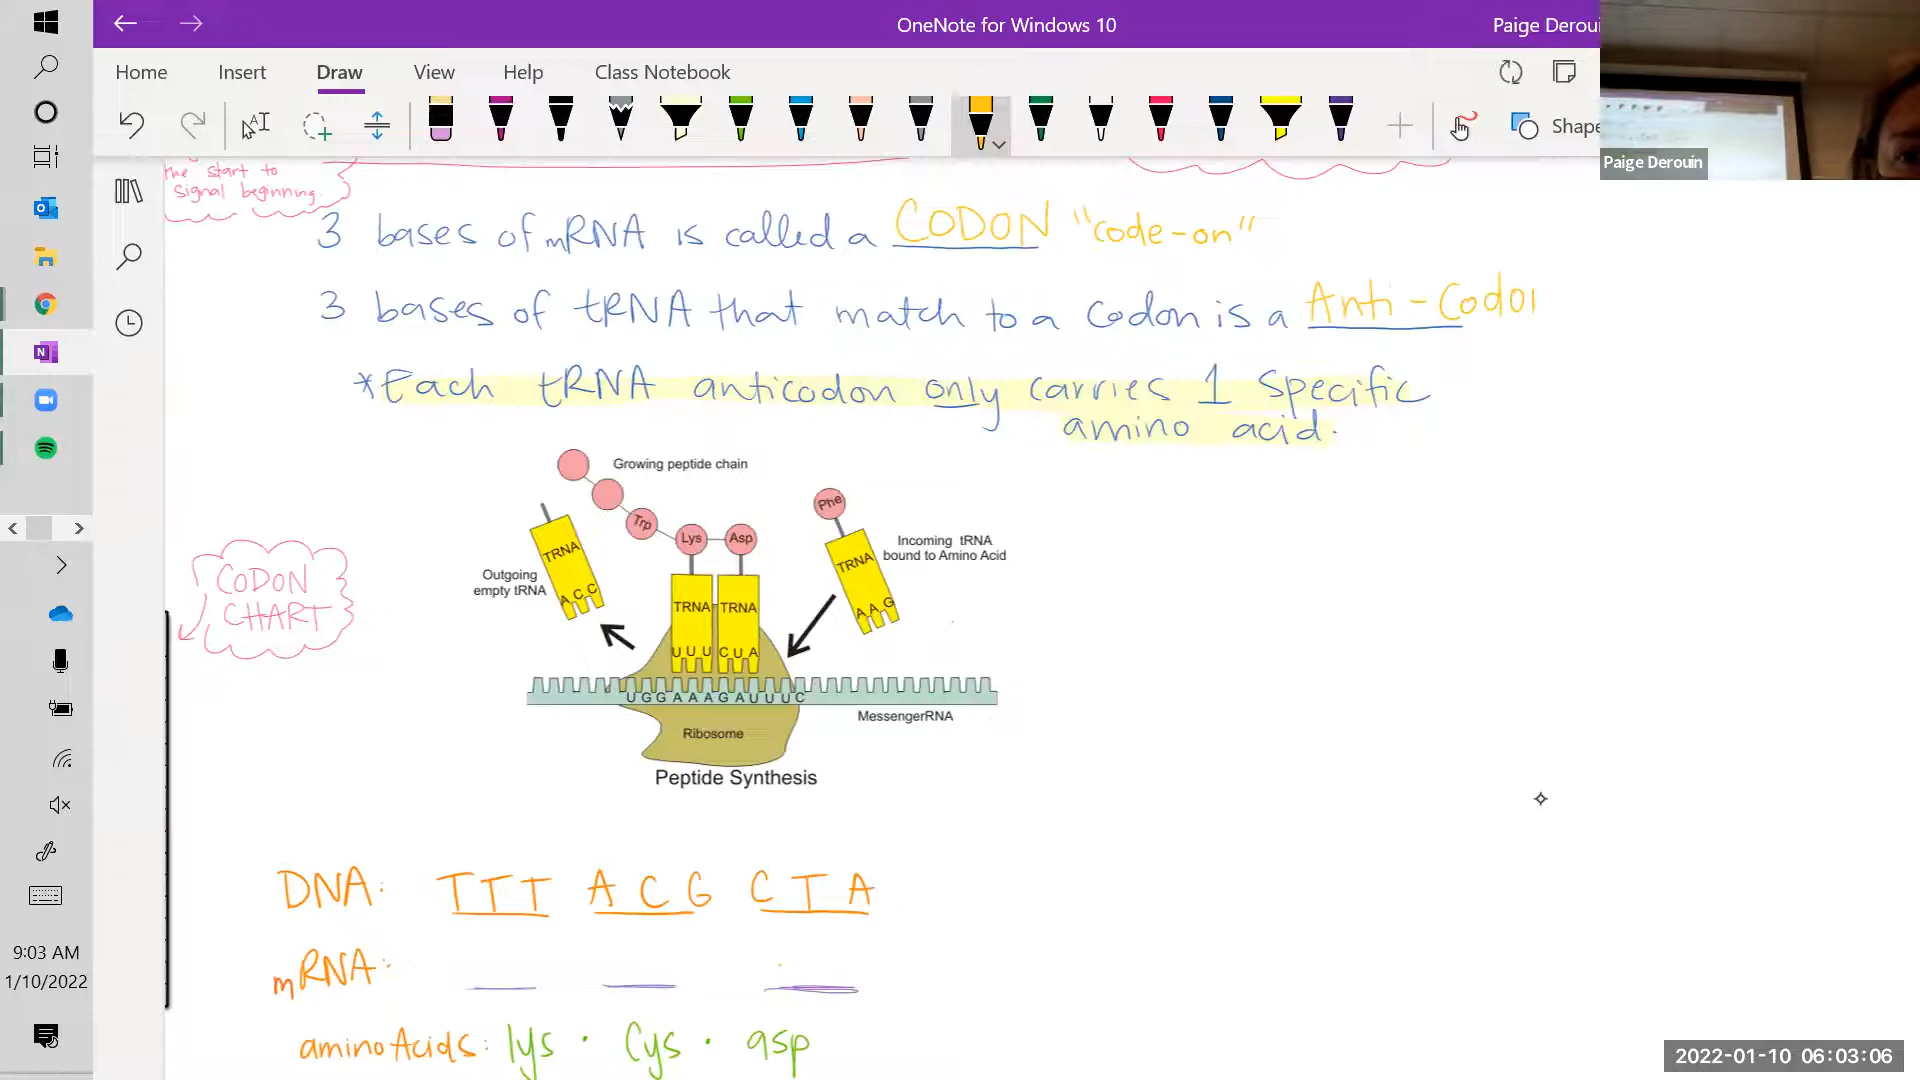 OneNote for Windows 10
Paige Derouin
Home Insert Draw View Help Class Notebook
Shape
Paige Derouin
the start to
signal beginning.
3 bases of mRNA is called a CODON "code-on"
3 bases of tRNA that match to a codon is a Anti-Codon
*Each tRNA anticodon only carries 1 specific
amino acid.
Growing peptide chain
Trp
Lys
Asp
Phe
Incoming tRNA
bound to Amino Acid
Outgoing
empty tRNA
TRNA
TRNA
TRNA
TRNA
ACC
UUU
CUA
AAG
UGGAAAGAUUUC
MessengerRNA
Ribosome
Peptide Synthesis
CODON
CHART
DNA: TTT ACG CTA
mRNA:
aminoAcids: lys · Cys · asp
9:03 AM
1/10/2022
2022-01-10 06:03:06